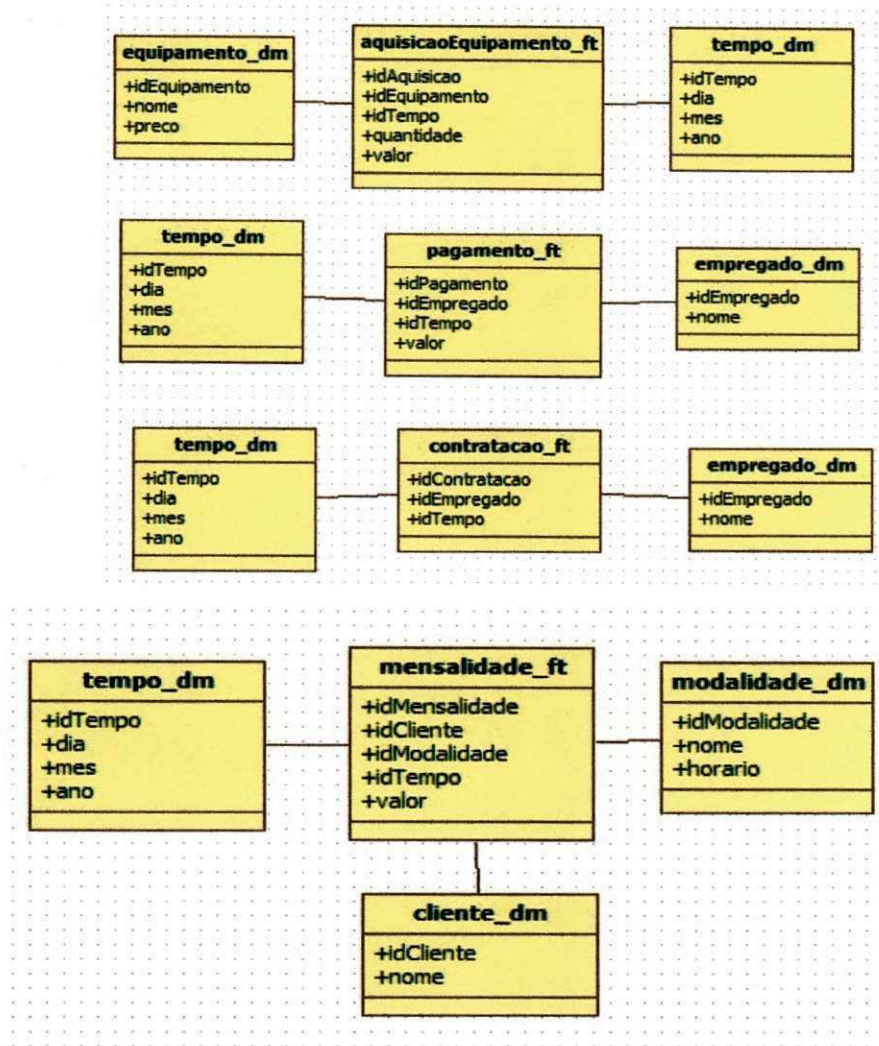 equipamento_dm
+idEquipamento
+nome
+preco
aquisicaoEquipamento_ft
+idAquisicao
+idEquipamento
+idTempo
+quantidade
+valor
tempo_dm
+idTempo
+dia
+mes
+ano
tempo_dm
+idTempo
+dia
+mes
+ano
pagamento_ft
+idPagamento
+idEmpregado
+idTempo
+valor
empregado_dm
+idEmpregado
+nome
tempo_dm
+idTempo
+dia
+mes
+ano
contratacao_ft
+idContratacao
+idEmpregado
+idTempo
empregado_dm
+idEmpregado
+nome
tempo_dm
+idTempo
+dia
+mes
+ano
mensalidade_ft
+idMensalidade
+idCliente
+idModalidade
+idTempo
+valor
modalidade_dm
+idModalidade
+nome
+horario
cliente_dm
+idCliente
+nome